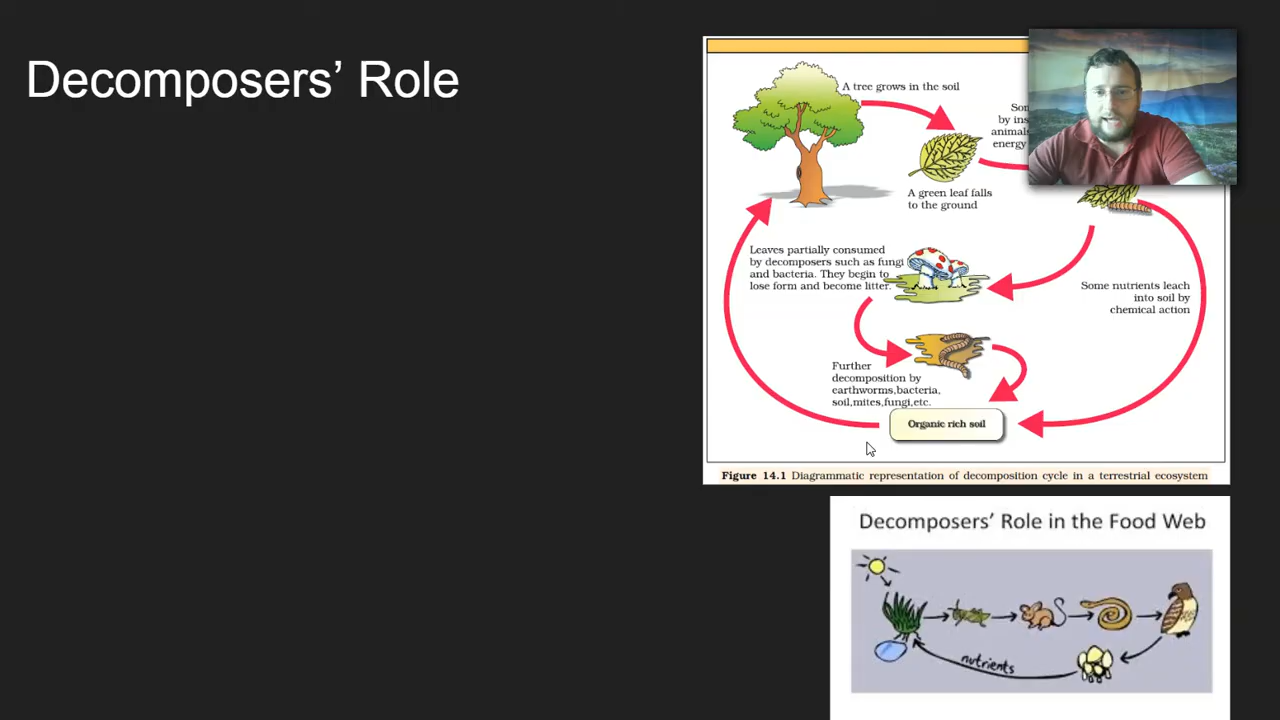 Decomposers’ Role
A tree grows in the soil
by
animals
energy
A green leaf falls
to the ground
Leaves partially consumed
by decomposers such as fungi
and bacteria. They begin to
lose form and become litter.
Some nutrients leach
into soil by
chemical action
Further
decomposition by
earthworms,bacteria,
soil,mites,fungi,etc.
Organic rich soil
Figure 14.1 Diagrammatic representation of decomposition cycle in a terrestrial ecosystem
Decomposers’ Role in the Food Web
nutrients